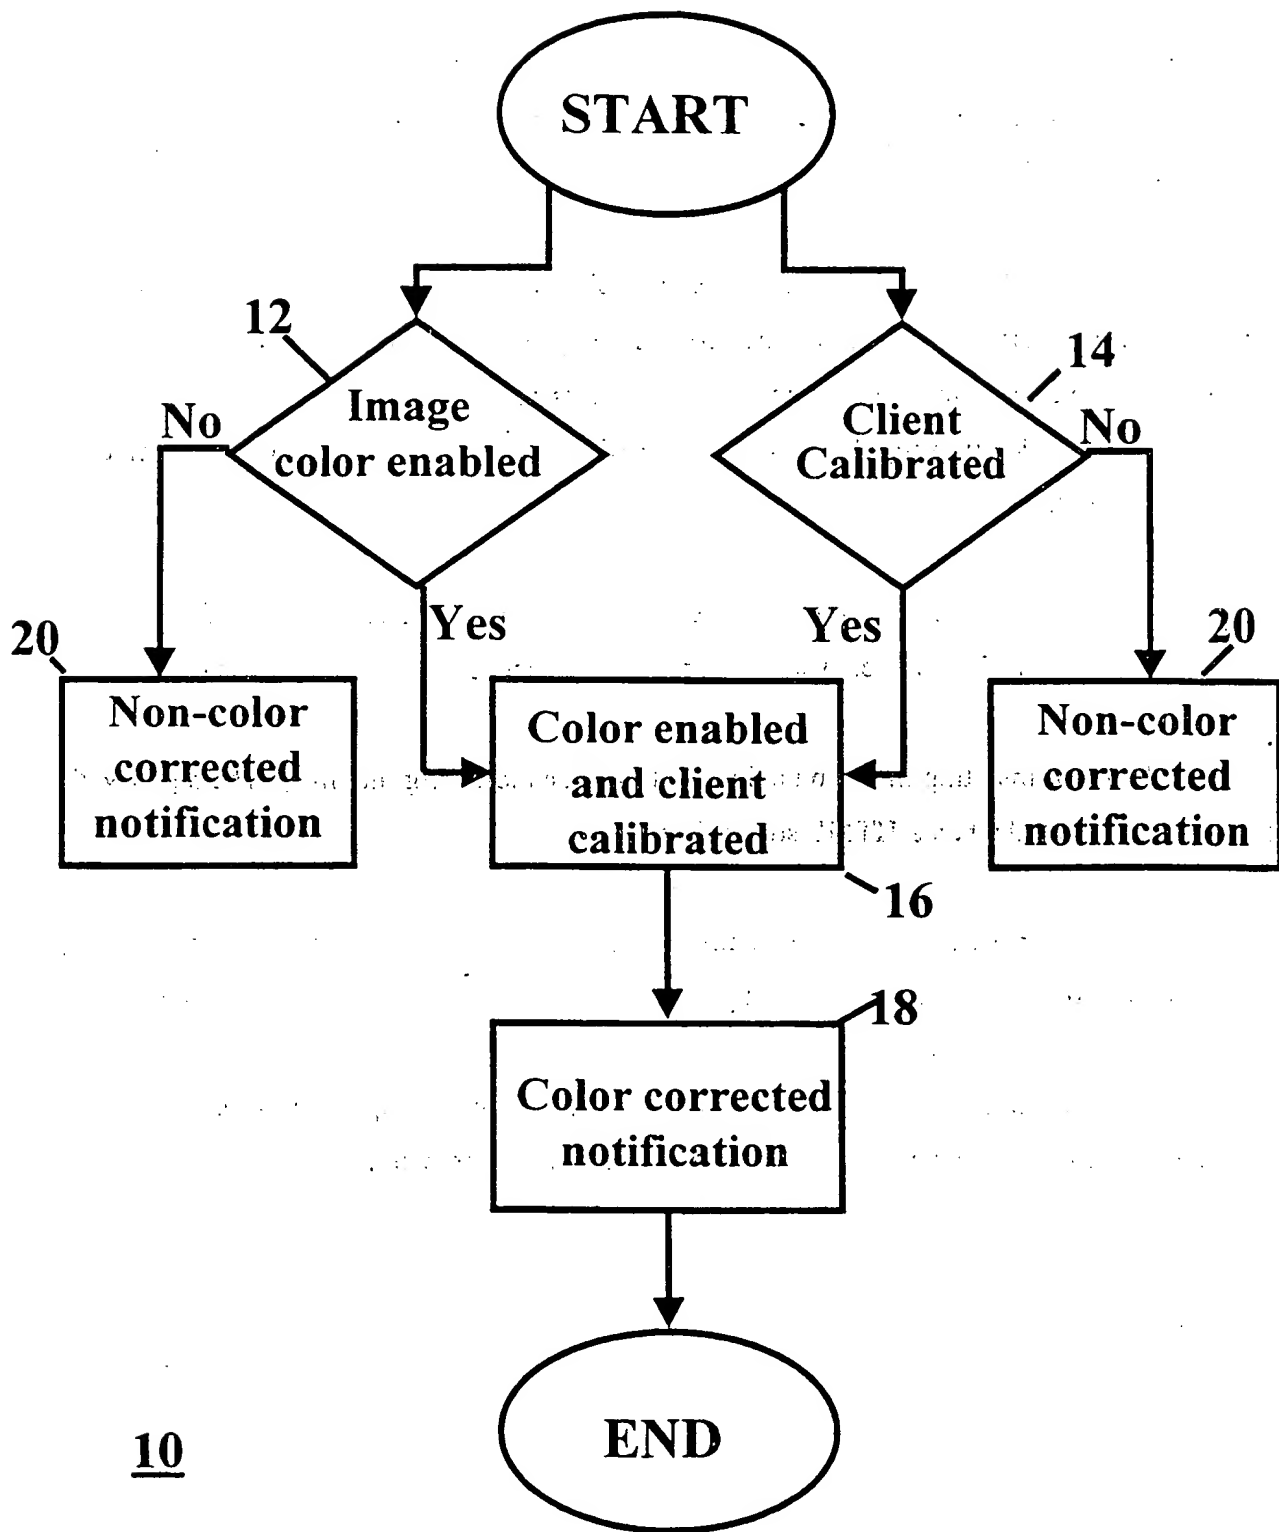 START
12
14
No
Image
color enabled
Client
Calibrated
No
Yes
Yes
20
20
Non-color
corrected
notification
Color enabled
and client
calibrated
Non-color
corrected
notification
16
18
Color corrected
notification
END
10